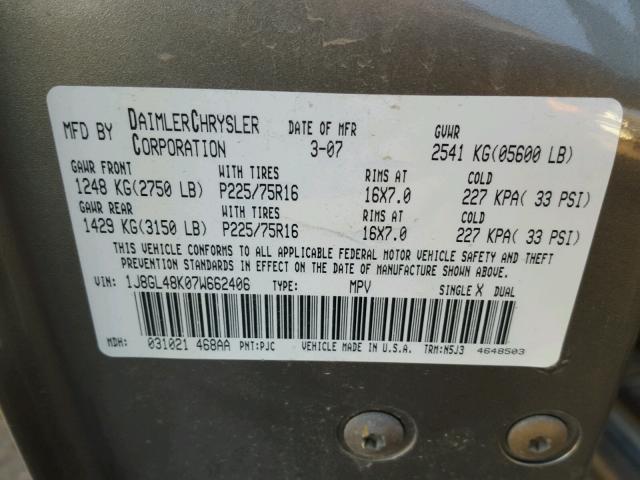 MFD BY DAIMLERCHRYSLER CORPORATION DATE OF MFR 3-07 GVWR 2541 KG(05600 LB)
GAWR FRONT WITH TIRES RIMS AT COLD
1248 KG(2750 LB) P225/75R16 16X7.0 227 KPA( 33 PSI)
GAWR REAR WITH TIRES RIMS AT COLD
1429 KG(3150 LB) P225/75R16 16X7.0 227 KPA( 33 PSI)
THIS VEHICLE CONFORMS TO ALL APPLICABLE FEDERAL MOTOR VEHICLE SAFETY AND THEFT
PREVENTION STANDARDS IN EFFECT ON THE DATE OF MANUFACTURE SHOWN ABOVE.
VIN: 1J8GL48K07W662406 TYPE: MPV SINGLE X DUAL
MDH: 031021 468AA PNT:PJC VEHICLE MADE IN U.S.A. TRM:N5J3 4648503